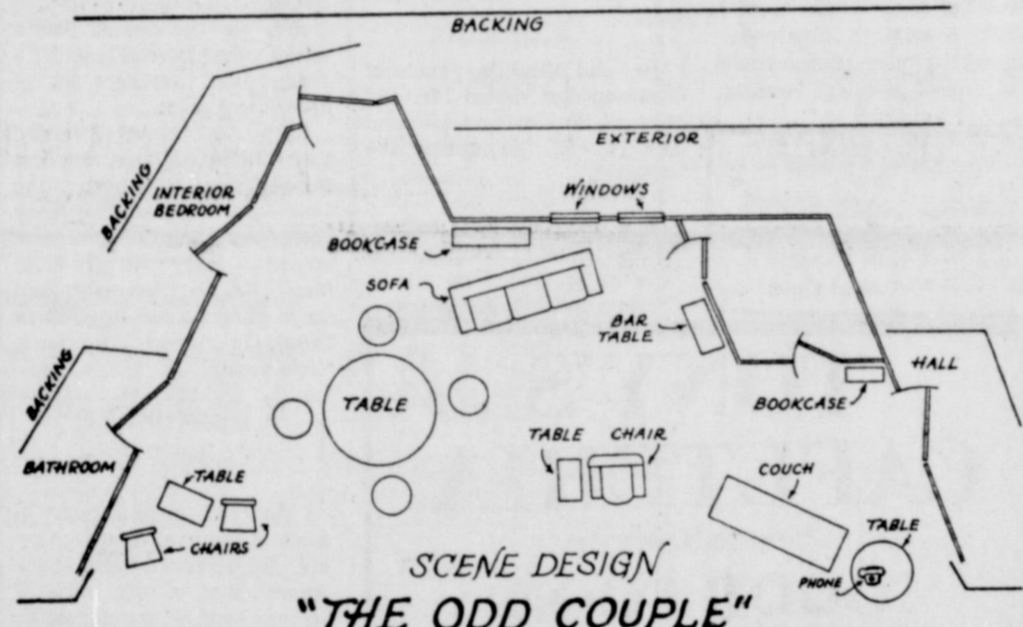 BACKING
EXTERIOR
BACKING
INTERIOR
BEDROOM
WINDOWS
BOOKCASE
SOFA
BAR
TABLE
HALL
BACKING
TABLE
BOOKCASE
BATHROOM
TABLE
CHAIR
TABLE
COUCH
CHAIRS
TABLE
PHONE
SCENE DESIGN
"THE ODD COUPLE"